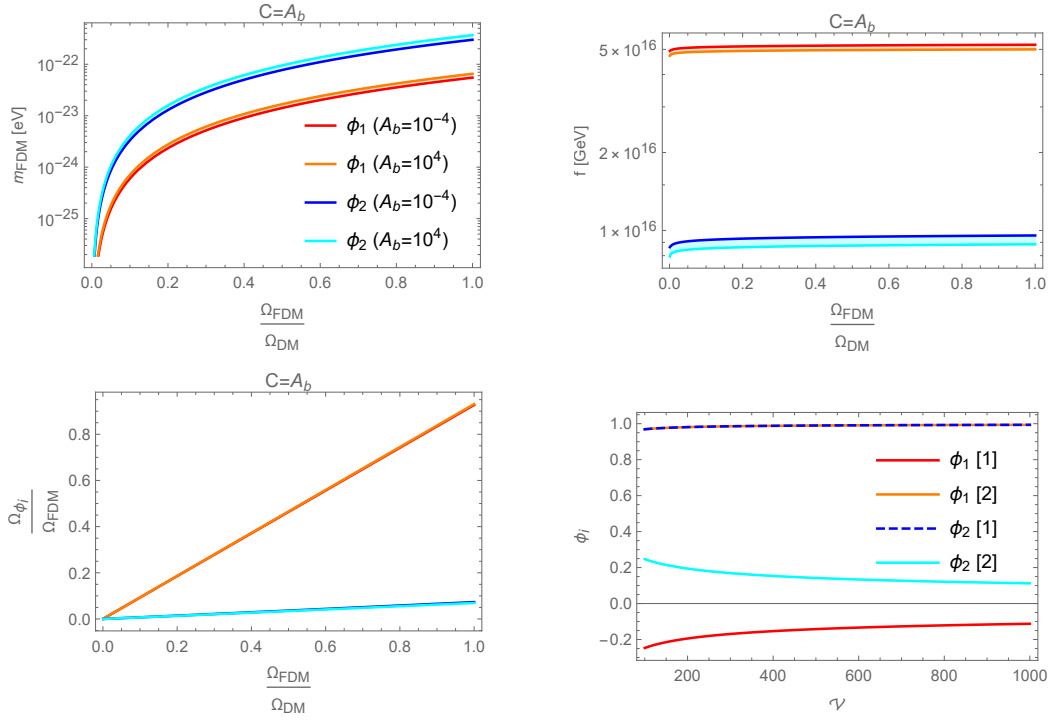 C=A_b
10^-22
10^-23
10^-24
10^-25
m_FDM [eV]
ϕ_1 (A_b=10^-4)
ϕ_1 (A_b=10^4)
ϕ_2 (A_b=10^-4)
ϕ_2 (A_b=10^4)
0.0 0.2 0.4 0.6 0.8 1.0
Ω_FDM
Ω_DM
C=A_b
5×10^16
2×10^16
1×10^16
f [GeV]
0.0 0.2 0.4 0.6 0.8 1.0
Ω_FDM
Ω_DM
C=A_b
0.8
0.6
0.4
0.2
0.0
Ω_ϕ_i
Ω_FDM
0.0 0.2 0.4 0.6 0.8 1.0
Ω_FDM
Ω_DM
1.0
0.8
0.6
0.4
0.2
0.0
-0.2
ϕ_i
ϕ_1 [1]
ϕ_1 [2]
ϕ_2 [1]
ϕ_2 [2]
200 400 600 800 1000
𝒱